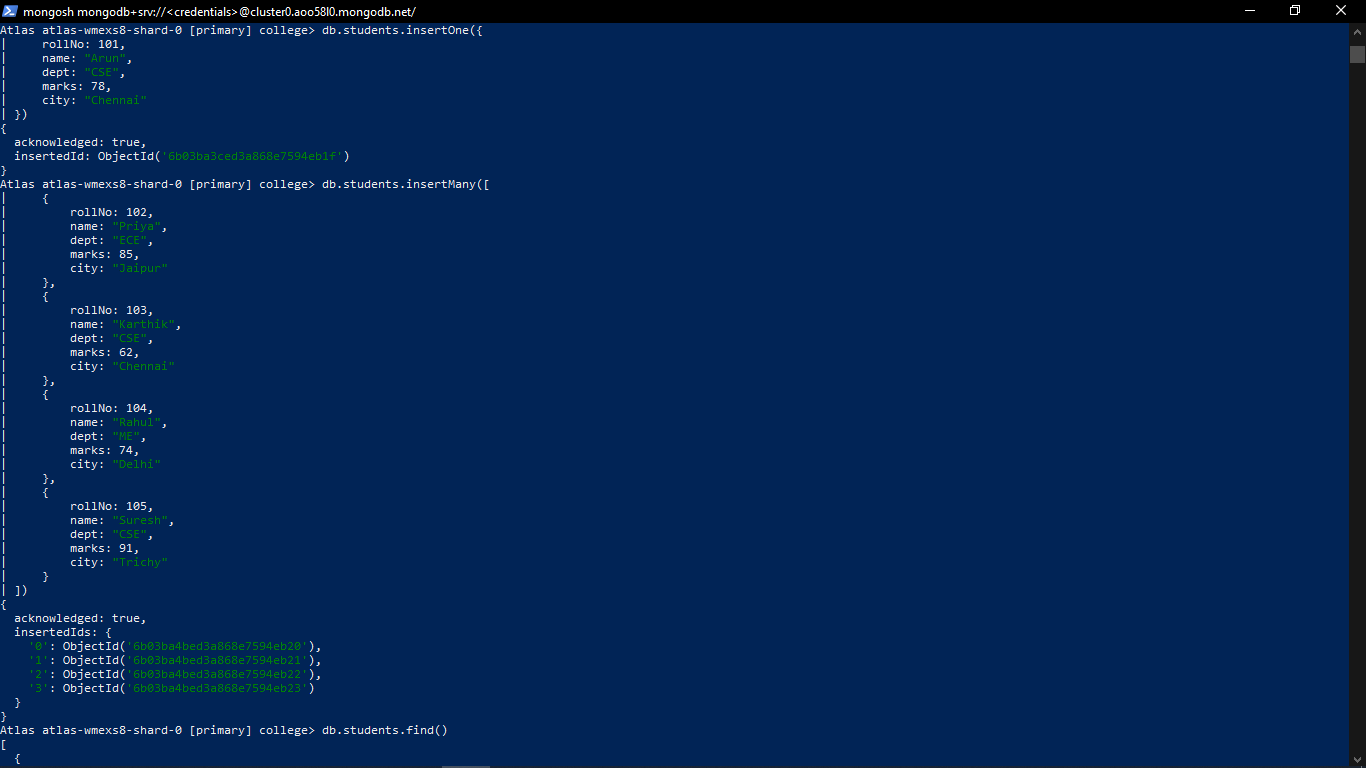 mongosh mongodb+srv://<credentials>@cluster0.aoo58l0.mongodb.net/
Atlas atlas-wmexs8-shard-0 [primary] college> db.students.insertOne({
|     rollNo: 101,
|     name: "Arun",
|     dept: "CSE",
|     marks: 78,
|     city: "Chennai"
| })
{
  acknowledged: true,
  insertedId: ObjectId('6b03ba3ced3a868e7594eb1f')
}
Atlas atlas-wmexs8-shard-0 [primary] college> db.students.insertMany([
|     {
|         rollNo: 102,
|         name: "Priya",
|         dept: "ECE",
|         marks: 85,
|         city: "Jaipur"
|     },
|     {
|         rollNo: 103,
|         name: "Karthik",
|         dept: "CSE",
|         marks: 62,
|         city: "Chennai"
|     },
|     {
|         rollNo: 104,
|         name: "Rahul",
|         dept: "ME",
|         marks: 74,
|         city: "Delhi"
|     },
|     {
|         rollNo: 105,
|         name: "Suresh",
|         dept: "CSE",
|         marks: 91,
|         city: "Trichy"
|     }
| ])
{
  acknowledged: true,
  insertedIds: {
    '0': ObjectId('6b03ba4bed3a868e7594eb20'),
    '1': ObjectId('6b03ba4bed3a868e7594eb21'),
    '2': ObjectId('6b03ba4bed3a868e7594eb22'),
    '3': ObjectId('6b03ba4bed3a868e7594eb23')
  }
}
Atlas atlas-wmexs8-shard-0 [primary] college> db.students.find()
[
  {